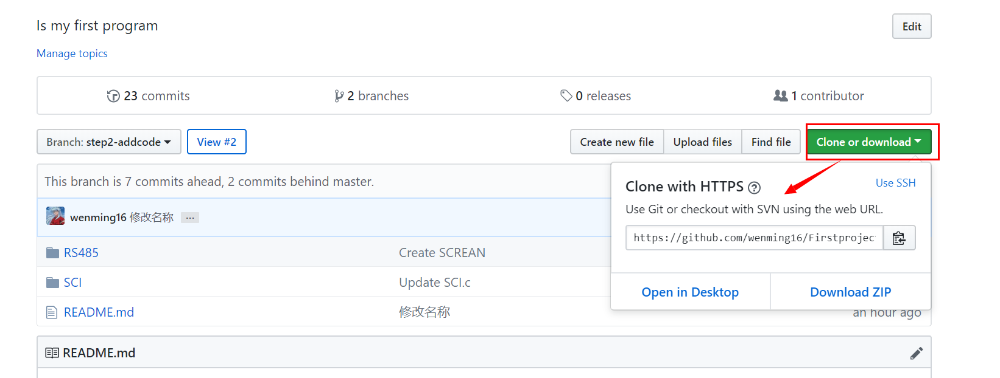 Is my first program
Edit
Manage topics
23 commits
2 branches
0 releases
1 contributor
Branch: step2-addcode
View #2
Create new file
Upload files
Find file
Clone or download
This branch is 7 commits ahead, 2 commits behind master.
Clone with HTTPS
Use SSH
Use Git or checkout with SVN using the web URL.
https://github.com/wenming16/Firstprojec
Open in Desktop
Download ZIP
wenming16 修改名称 ...
RS485
Create SCREAN
SCI
Update SCI.c
README.md
修改名称
an hour ago
README.md